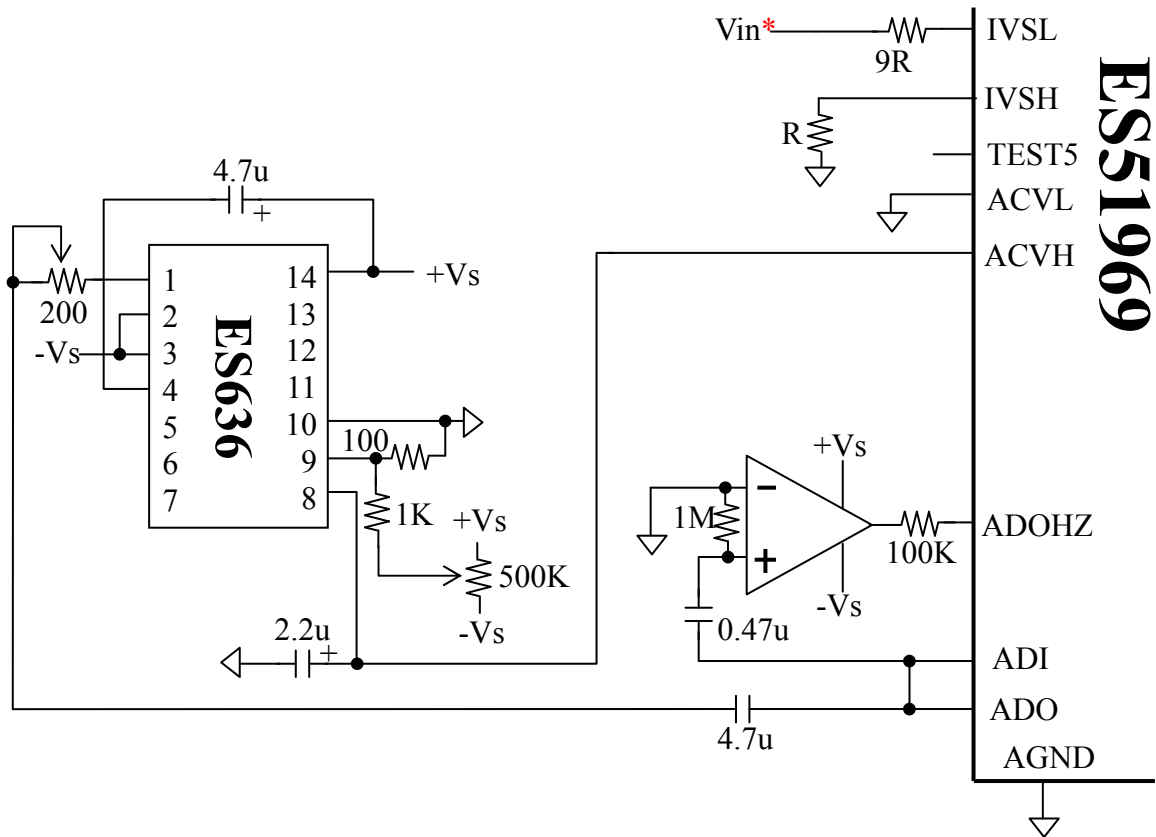 Vin*
9R
IVSL
IVSH
R
TEST5
ACVL
ACVH
ES51969
4.7u
+
200
-Vs
1
2
3
4
5
6
7
ES636
14
13
12
11
10
9
8
+Vs
100
1K
+Vs
500K
-Vs
2.2u
+
+Vs
−
1M
+
-Vs
100K
ADOHZ
0.47u
ADI
ADO
4.7u
AGND